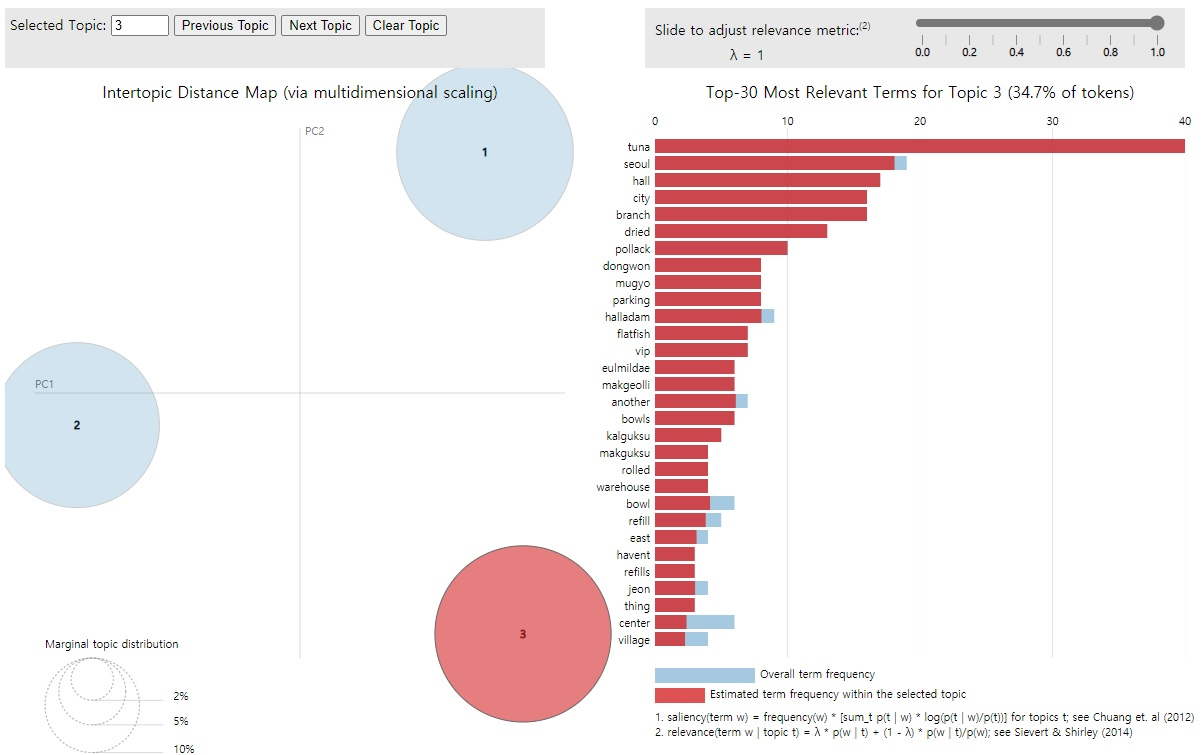 Selected Topic: 3 Previous Topic Next Topic Clear Topic
Slide to adjust relevance metric:(2)
λ = 1
0.0 0.2 0.4 0.6 0.8 1.0
Intertopic Distance Map (via multidimensional scaling)
PC2
PC1
1
2
3
Marginal topic distribution
2%
5%
10%
Top-30 Most Relevant Terms for Topic 3 (34.7% of tokens)
0 10 20 30 40
tuna
seoul
hall
city
branch
dried
pollack
dongwon
mugyo
parking
halladam
flatfish
vip
eulmildae
makgeolli
another
bowls
kalguksu
makguksu
rolled
warehouse
bowl
refill
east
havent
refills
jeon
thing
center
village
Overall term frequency
Estimated term frequency within the selected topic
1. saliency(term w) = frequency(w) * [sum_t p(t | w) * log(p(t | w)/p(t))] for topics t; see Chuang et. al (2012)
2. relevance(term w | topic t) = λ * p(w | t) + (1 - λ) * p(w | t)/p(w); see Sievert & Shirley (2014)